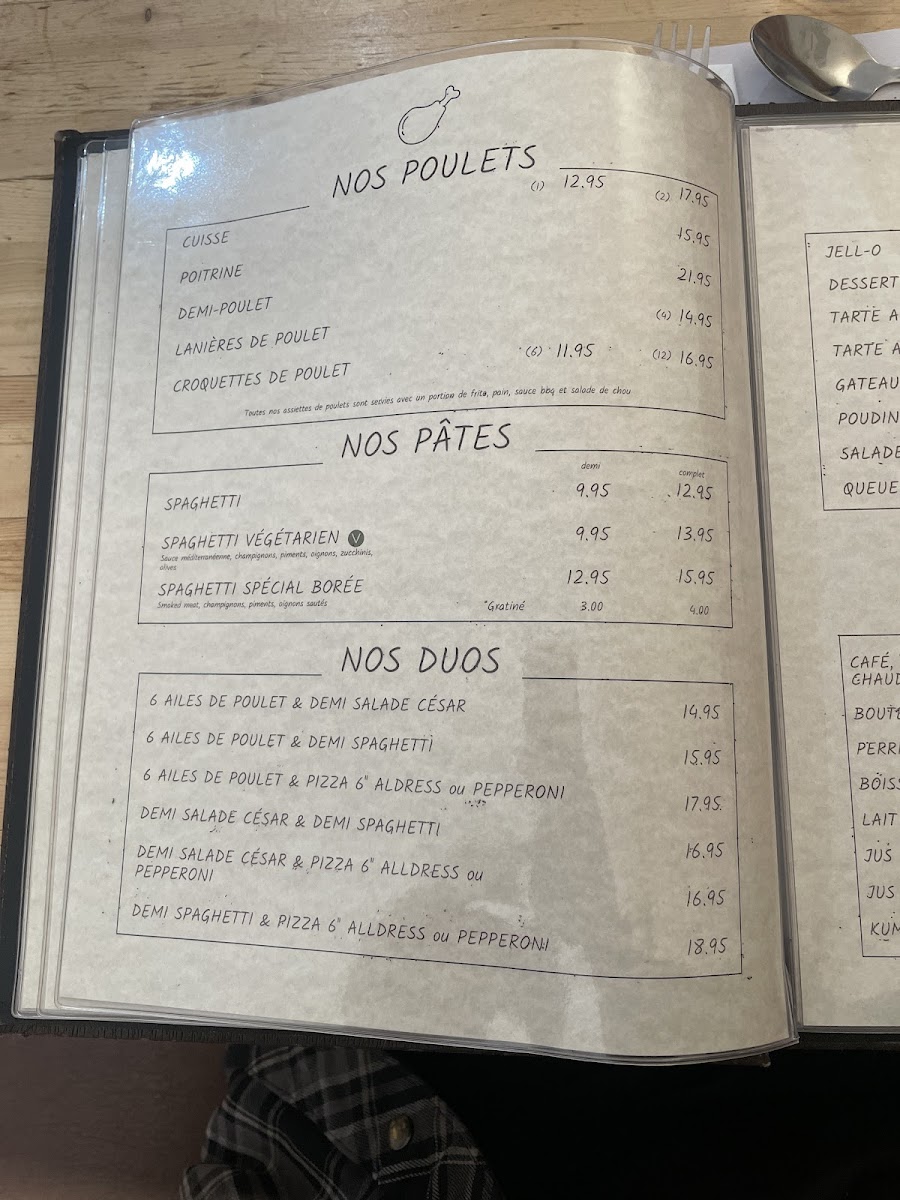 NOS POULETS
CUISSE (1) 12.95 (2) 17.95
POITRINE 15.95
DEMI-POULET 21.95
LANIÈRES DE POULET (4) 14.95
CROQUETTES DE POULET (6) 11.95 (12) 16.95
Toutes nos assiettes de poulets sont servies avec un portion de frite, pain, sauce bbq et salade de chou
NOS PÂTES
demi complet
SPAGHETTI 9.95 12.95
SPAGHETTI VÉGÉTARIEN V 9.95 13.95
Sauce méditerranéenne, champignons, piments, oignons, zucchinis,
olives
SPAGHETTI SPÉCIAL BORÉE 12.95 15.95
Smoked meat, champignons, piments, oignons sautés
*Gratiné 3.00 4.00
NOS DUOS
6 AILES DE POULET & DEMI SALADE CÉSAR 14.95
6 AILES DE POULET & DEMI SPAGHETTI 15.95
6 AILES DE POULET & PIZZA 6" ALDRESS ou PEPPERONI 17.95
DEMI SALADE CÉSAR & DEMI SPAGHETTI 16.95
DEMI SALADE CÉSAR & PIZZA 6" ALLDRESS ou
PEPPERONI 16.95
DEMI SPAGHETTI & PIZZA 6" ALLDRESS ou PEPPERONI 18.95
JELL-O
DESSERT
TARTE A
TARTE A
GATEAU
POUDIN
SALADE
QUEUE
CAFÉ,
CHAUD
BOUTE
PERRI
BOISS
LAIT
JUS
JUS
KUM